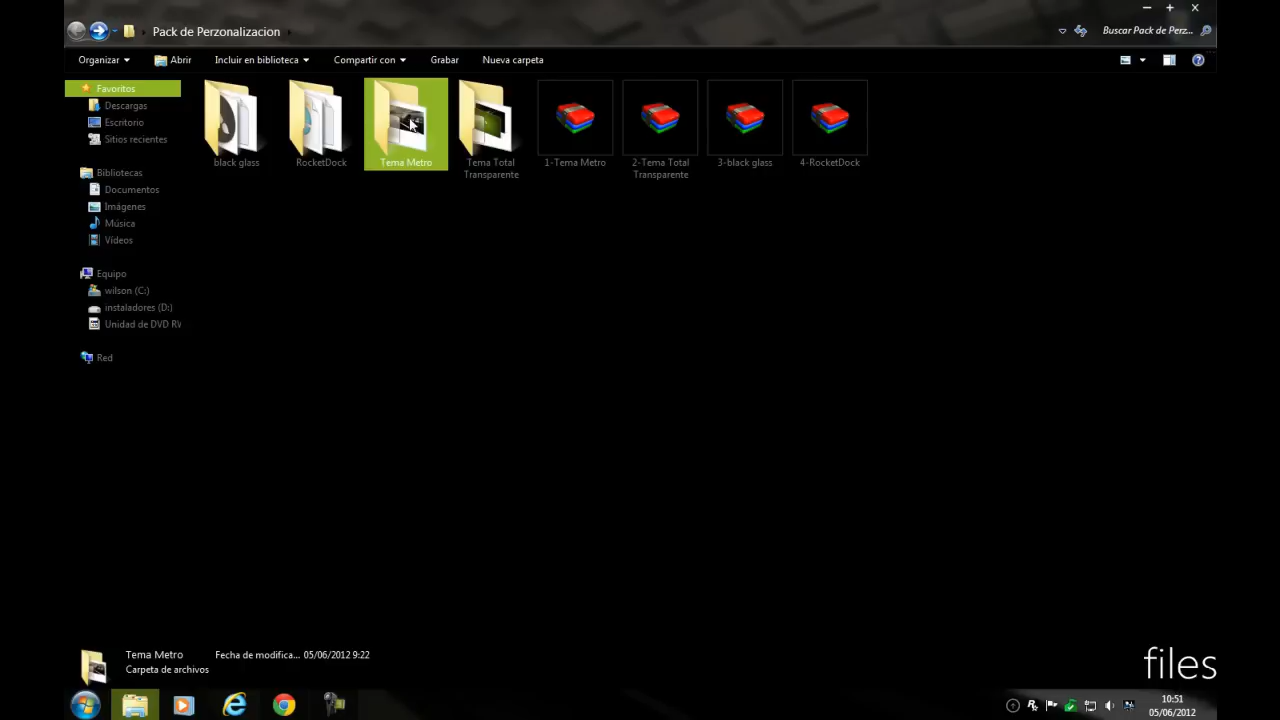 Pack de Perzonalizacion
Buscar Pack de Perz...
Organizar
Abrir
Incluir en biblioteca
Compartir con
Grabar
Nueva carpeta
Favoritos
Descargas
Escritorio
Sitios recientes
Bibliotecas
Documentos
Imágenes
Música
Vídeos
Equipo
wilson (C:)
instaladores (D:)
Unidad de DVD RW
Red
black glass
RocketDock
Tema Metro
Tema Total
Transparente
1-Tema Metro
2-Tema Total
Transparente
3-black glass
4-RocketDock
Tema Metro
Fecha de modifica... 05/06/2012 9:22
Carpeta de archivos
files
10:51
05/06/2012